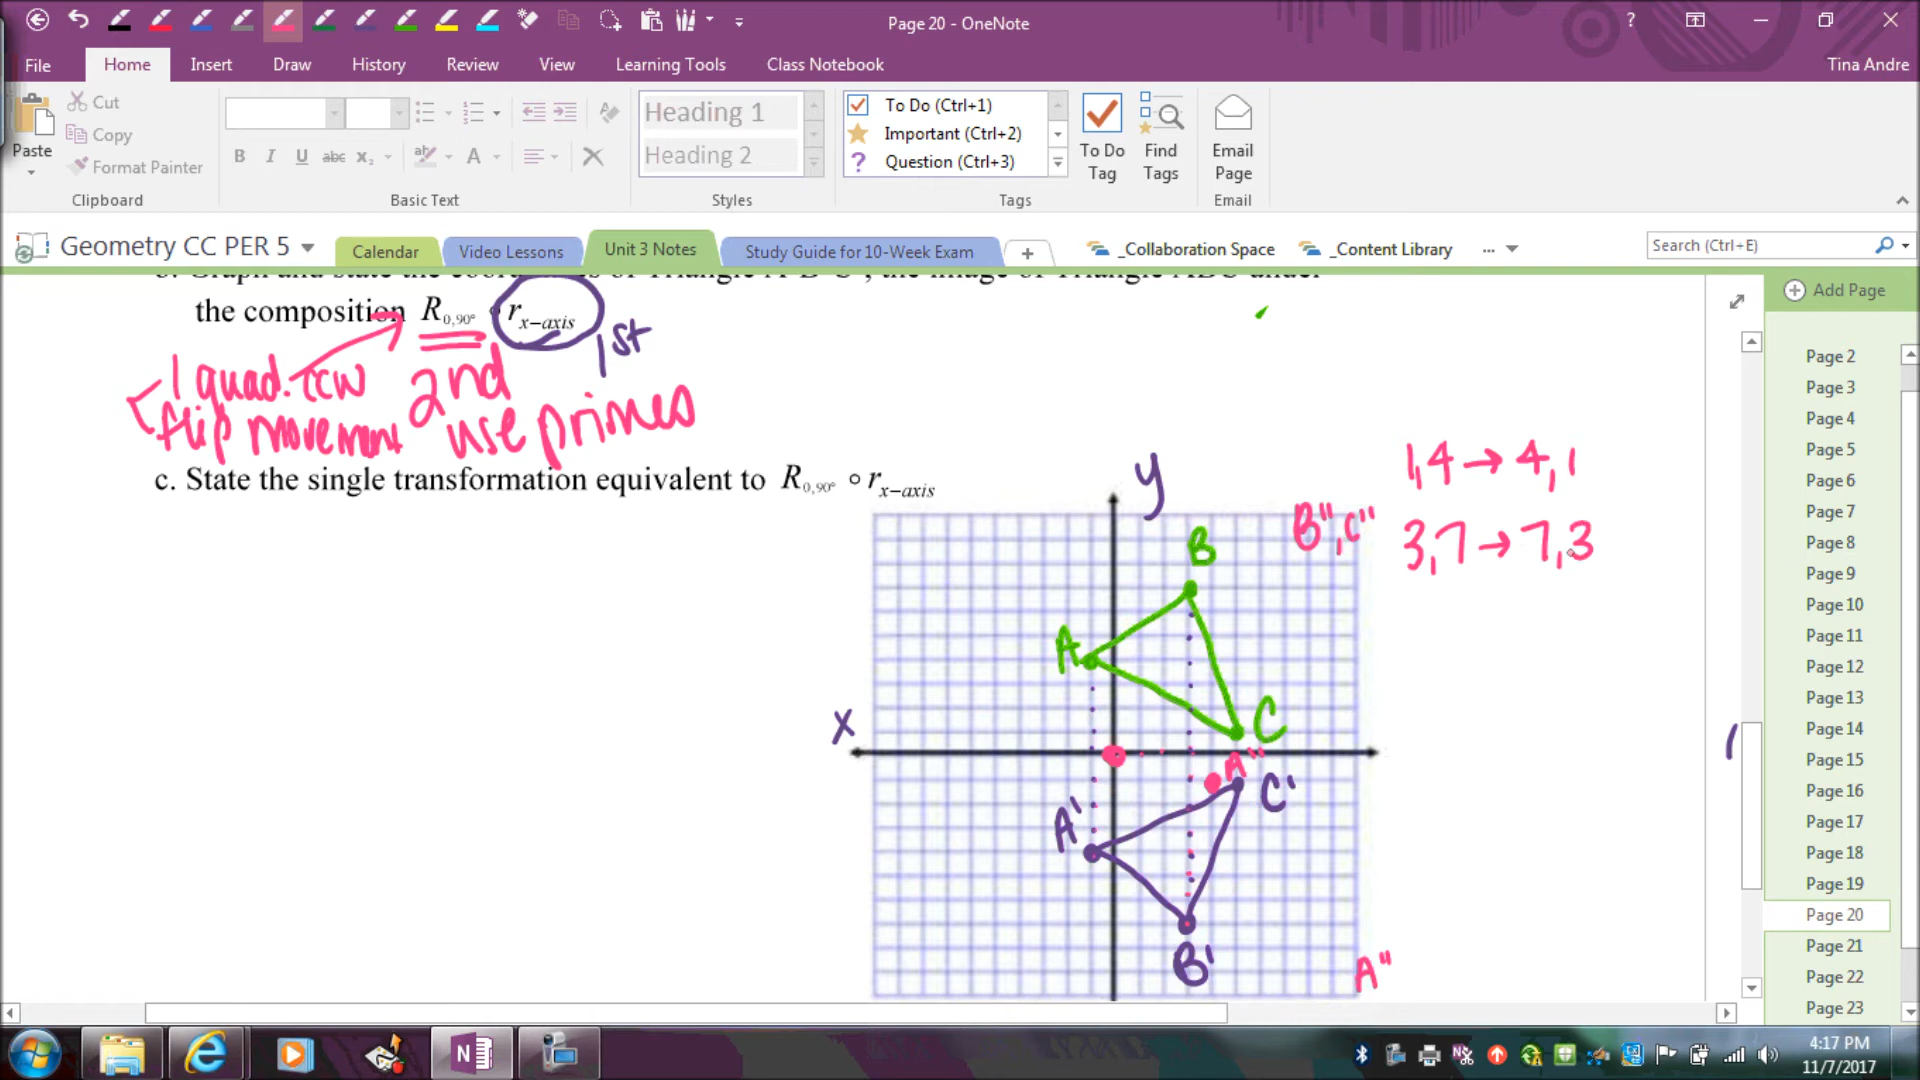 Page 20 - OneNote
File Home Insert Draw History Review View Learning Tools Class Notebook Tina Andre
Paste Cut Copy Format Painter
Clipboard
B I U abc x₂ ab A
Basic Text
Heading 1
Heading 2
Styles
To Do (Ctrl+1)
Important (Ctrl+2)
Question (Ctrl+3)
Tags
To Do Tag
Find Tags
Email Page
Email
Geometry CC PER 5 Calendar Video Lessons Unit 3 Notes Study Guide for 10-Week Exam _Collaboration Space _Content Library
Search (Ctrl+E)
the composition R0,90° ∘ rx−axis
1st
1 quad. CCW 2nd
flip movement use primes
c. State the single transformation equivalent to R0,90° ∘ rx−axis
y
1,4 → 4,1
B",C" 3,7 → 7,3
B
A
C
x
A"
C'
A'
B'
A"
Add Page
Page 2
Page 3
Page 4
Page 5
Page 6
Page 7
Page 8
Page 9
Page 10
Page 11
Page 12
Page 13
Page 14
Page 15
Page 16
Page 17
Page 18
Page 19
Page 20
Page 21
Page 22
Page 23
4:17 PM
11/7/2017